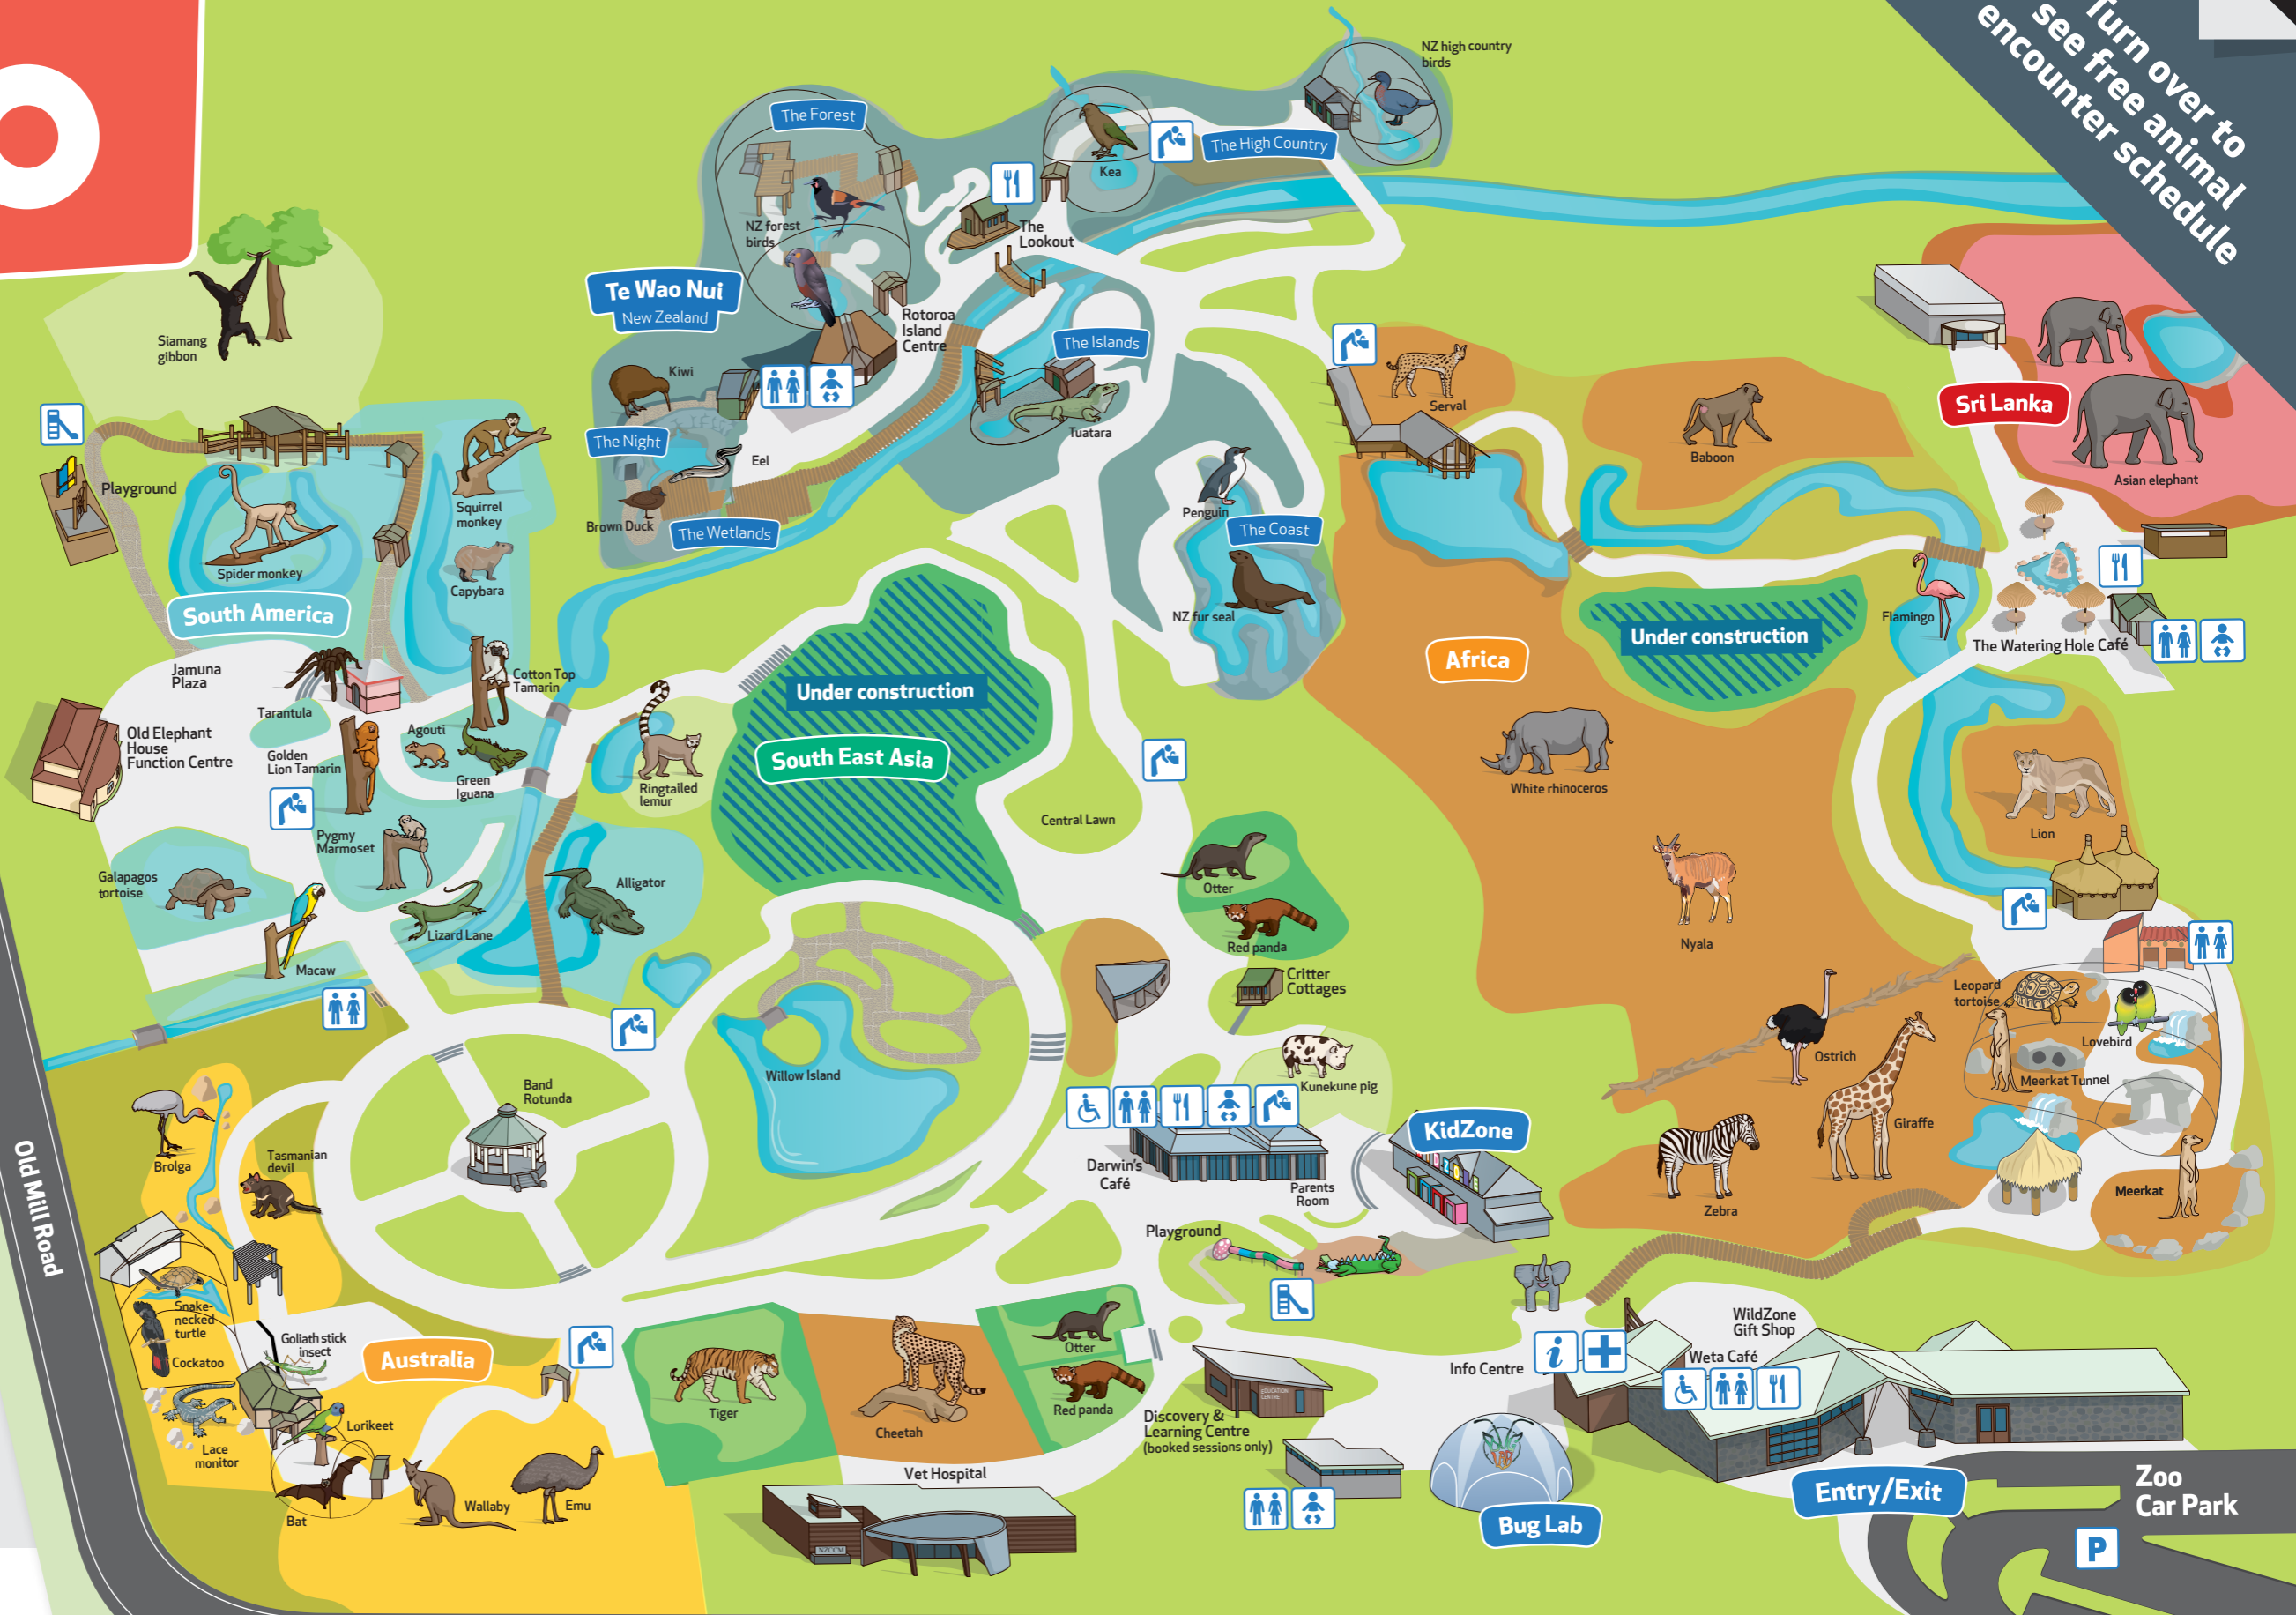 Turn over to
see free animal
encounter schedule
NZ high country
birds
The Forest
Kea
The High Country
NZ forest
birds
The
Lookout
Te Wao Nui
New Zealand
Rotoroa
Island
Centre
The Islands
Siamang
gibbon
Kiwi
Tuatara
Serval
Baboon
Sri Lanka
Asian elephant
The Night
Eel
Brown Duck
The Wetlands
Penguin
The Coast
NZ fur seal
Playground
Squirrel
monkey
Spider monkey
Capybara
South America
Jamuna
Plaza
Tarantula
Cotton Top
Tamarin
Old Elephant
House
Function Centre
Golden
Lion Tamarin
Agouti
Green
Iguana
Ringtailed
lemur
Under construction
South East Asia
Africa
Under construction
Flamingo
The Watering Hole Café
White rhinoceros
Lion
Central Lawn
Pygmy
Marmoset
Galapagos
tortoise
Alligator
Lizard Lane
Macaw
Otter
Red panda
Critter
Cottages
Nyala
Leopard
tortoise
Lovebird
Ostrich
Meerkat Tunnel
Giraffe
Zebra
Meerkat
Willow Island
Band
Rotunda
Kunekune pig
Darwin's
Café
Parents
Room
KidZone
KIDZONE
Playground
Old Mill Road
Brolga
Tasmanian
devil
Snake-
necked
turtle
Goliath stick
insect
Cockatoo
Australia
Lace
monitor
Lorikeet
Bat
Wallaby
Emu
Tiger
Cheetah
Otter
Red panda
Vet Hospital
NZCCM
EDUCATION
CENTRE
Discovery &
Learning Centre
(booked sessions only)
BUG
LAB
Bug Lab
Info Centre
i
WildZone
Gift Shop
Weta Café
Entry/Exit
Zoo
Car Park
P